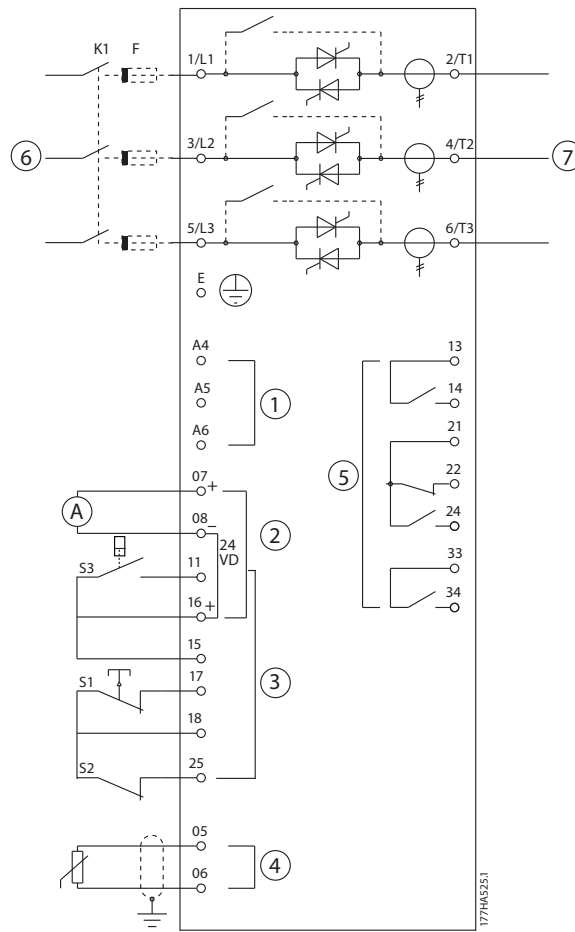 K1 F 1/L1 2/T1
6 3/L2 4/T2 7
5/L3 6/T3
E
A4 13
A5 1 14
A6 21
07 + 5 22
A 08 – 2 24
24
VD
S3 11 33
16 + 34
15
S1 17 3
18
S2 25
05
4
06
177HA525.1